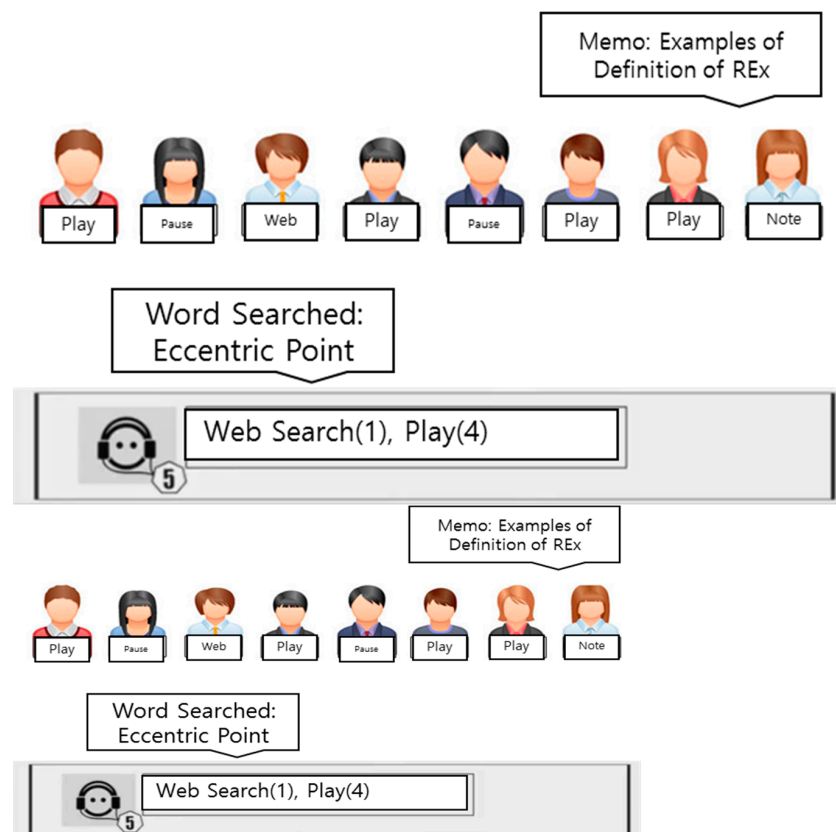 Memo: Examples of
Definition of REx
Play Pause Web Play Pause Play Play Note
Word Searched:
Eccentric Point
Web Search(1), Play(4)
5
Memo: Examples of
Definition of REx
Play Pause Web Play Pause Play Play Note
Word Searched:
Eccentric Point
Web Search(1), Play(4)
5